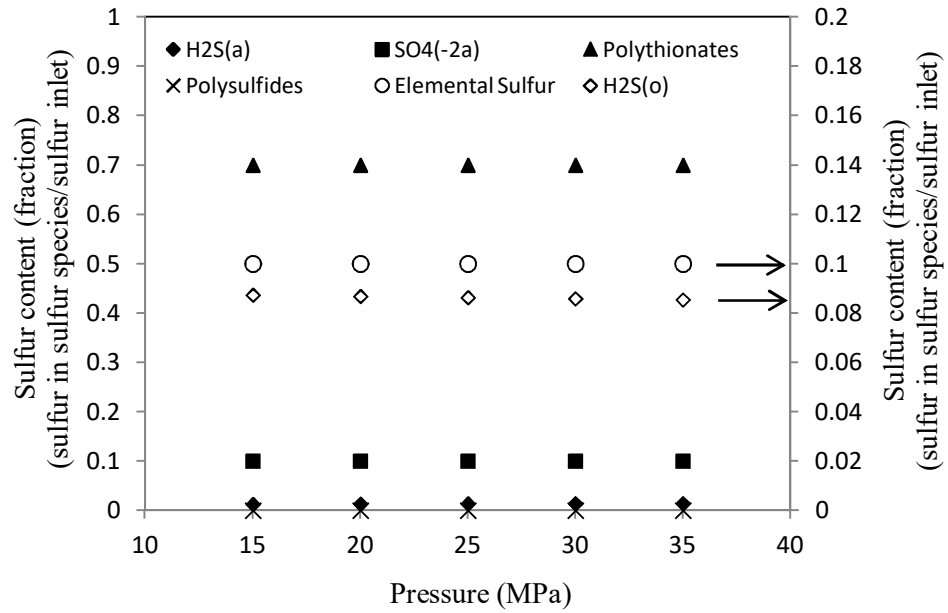 Sulfur content (fraction)
(sulfur in sulfur species/sulfur inlet)
1
0.9
0.8
0.7
0.6
0.5
0.4
0.3
0.2
0.1
0
H2S(a) SO4(-2a) Polythionates
Polysulfides Elemental Sulfur H2S(o)
0.2
0.18
0.16
0.14
0.12
0.1
0.08
0.06
0.04
0.02
0
Sulfur content (fraction)
(sulfur in sulfur species/sulfur inlet)
10 15 20 25 30 35 40
Pressure (MPa)